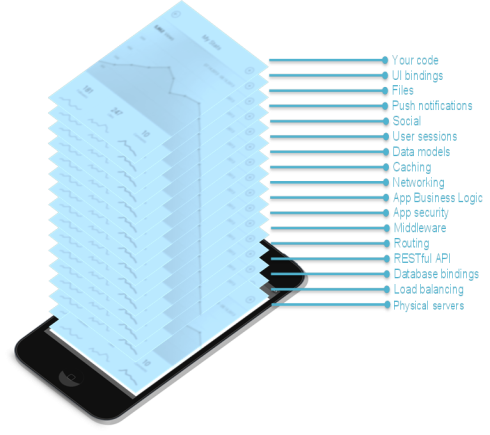 Your code
UI bindings
Files
Push notifications
Social
User sessions
Data models
Caching
Networking
App Business Logic
App security
Middleware
Routing
RESTful API
Database bindings
Load balancing
Physical servers